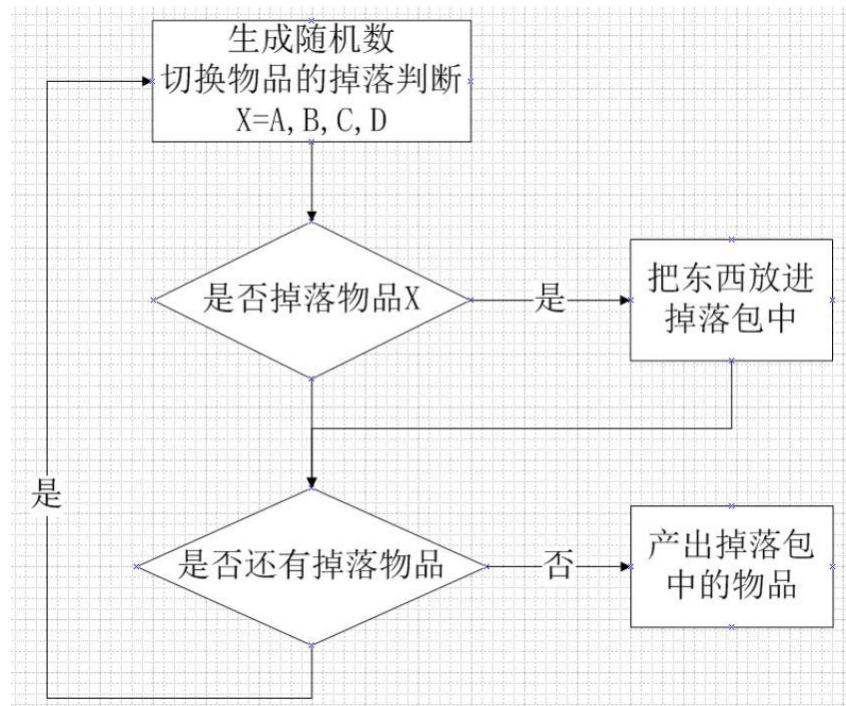 生成随机数
切换物品的掉落判断
X=A,B,C,D
是否掉落物品X
是
把东西放进
掉落包中
是
是否还有掉落物品
否
产出掉落包
中的物品